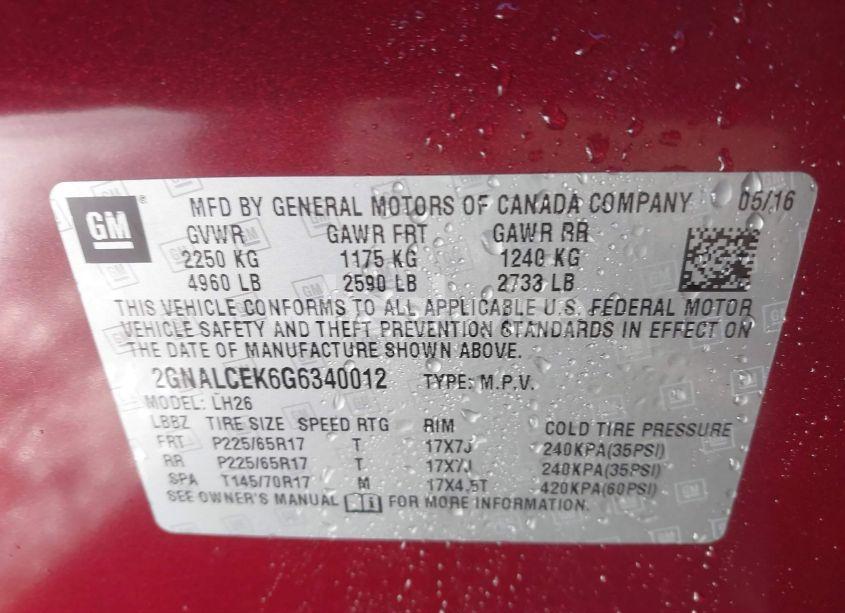 GM ® MFD BY GENERAL MOTORS OF CANADA COMPANY 05/16
GVWR GAWR FRT GAWR RR
2250 KG 1175 KG 1240 KG
4960 LB 2590 LB 2733 LB
THIS VEHICLE CONFORMS TO ALL APPLICABLE U.S. FEDERAL MOTOR
VEHICLE SAFETY AND THEFT PREVENTION STANDARDS IN EFFECT ON
THE DATE OF MANUFACTURE SHOWN ABOVE.
2GNALCEK6G6340012 TYPE: M.P.V.
MODEL: LH26
LBBZ TIRE SIZE SPEED RTG RIM COLD TIRE PRESSURE
FRT P225/65R17 T 17X7J 240KPA(35PSI)
RR P225/65R17 T 17X7J 240KPA(35PSI)
SPA T145/70R17 M 17X4.5T 420KPA(60PSI)
SEE OWNER'S MANUAL FOR MORE INFORMATION.